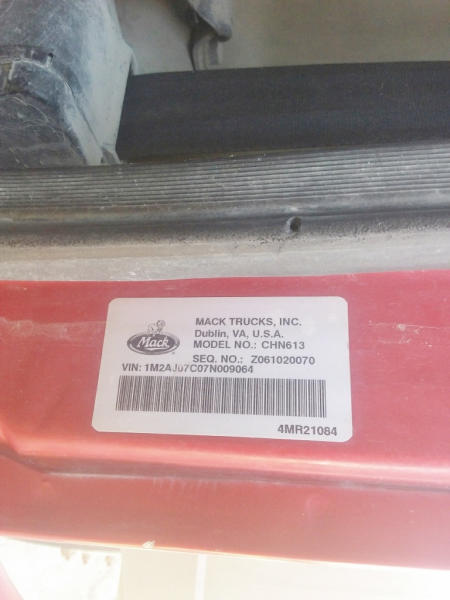 Mack
MACK TRUCKS, INC.
Dublin, VA, U.S.A.
MODEL NO.: CHN613
SEQ. NO.: Z061020070
VIN: 1M2AJ07C07N009064
4MR21084